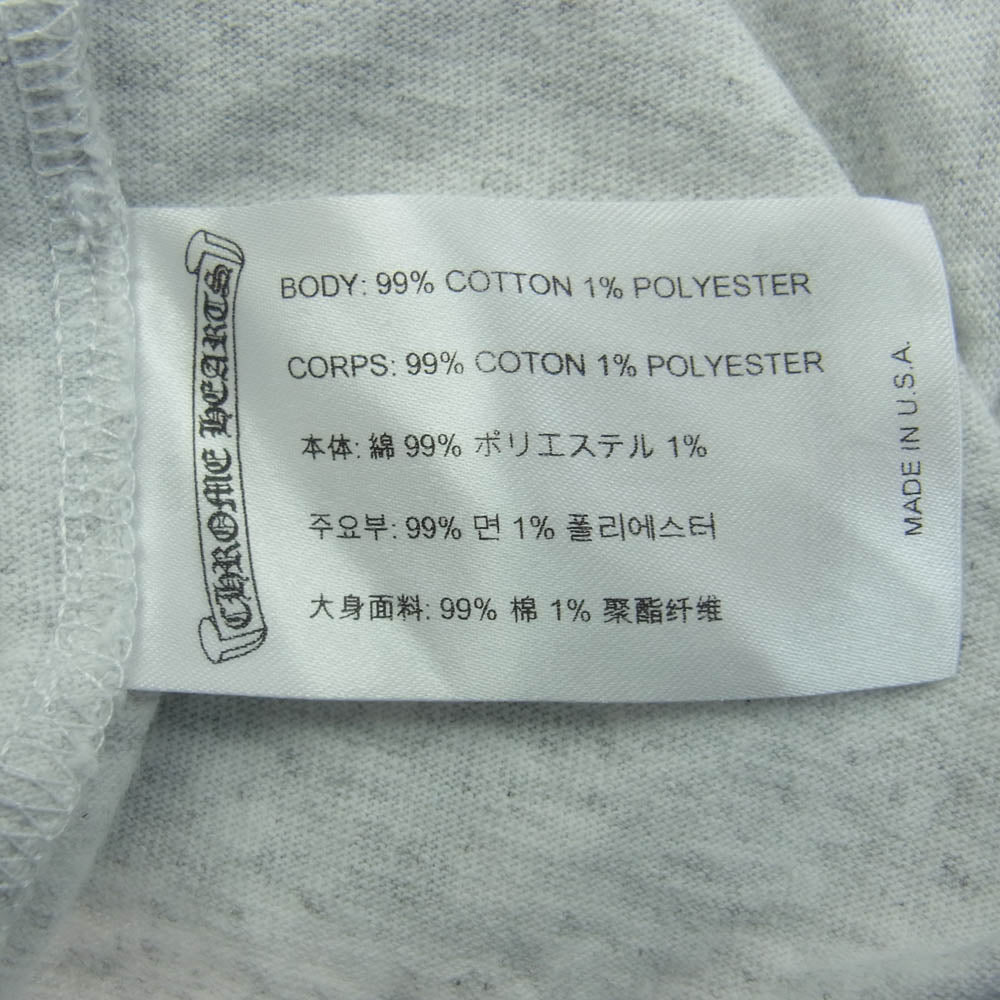 CHROME HEARTS
BODY: 99% COTTON 1% POLYESTER
CORPS: 99% COTON 1% POLYESTER
本体: 綿 99% ポリエステル 1%
주요부: 99% 면 1% 폴리에스터
大身面料: 99% 棉 1% 聚酯纤维
MADE IN U.S.A.